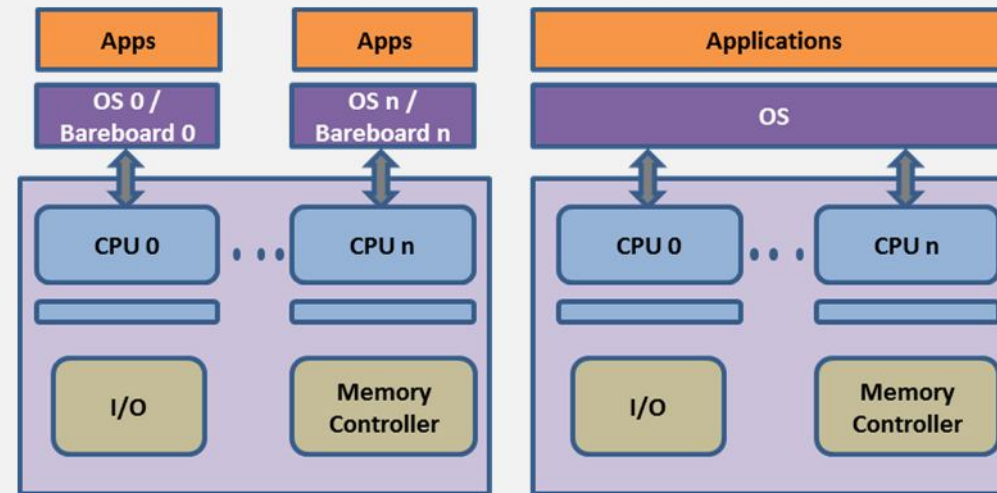 Apps
Apps
Applications
OS 0 /
Bareboard 0
OS n /
Bareboard n
OS
CPU 0
CPU n
CPU 0
CPU n
I/O
Memory
Controller
I/O
Memory
Controller